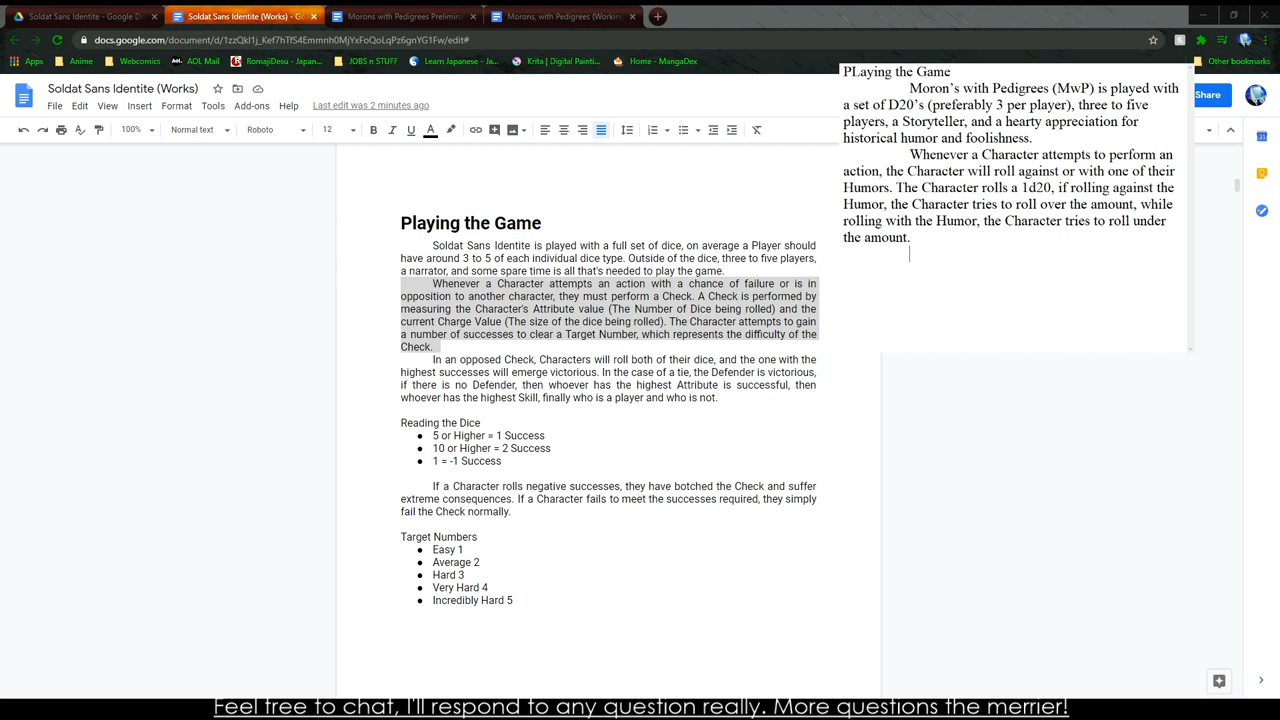 Soldat Sans Identite - Google Dr
Soldat Sans Identite (Works) - Go
Morons with Pedigrees Prelimina
Morons, with Pedigrees (Working
docs.google.com/document/d/1zzQkl1j_Kef7hTfS4Emmnh0MjYxFoQoLqPz6gnYG1Fw/edit#
Apps
Anime
Webcomics
AOL Mail
RomajiDesu - Japan...
JOBS n STUFF
Learn Japanese - Ja...
Krita | Digital Painti...
Home - MangaDex
Other bookmarks
Soldat Sans Identite (Works)
File Edit View Insert Format Tools Add-ons Help Last edit was 2 minutes ago
Share
100% Normal text Roboto 12 B I U A
Playing the Game
Soldat Sans Identite is played with a full set of dice, on average a Player should
have around 3 to 5 of each individual dice type. Outside of the dice, three to five players,
a narrator, and some spare time is all that's needed to play the game.
Whenever a Character attempts an action with a chance of failure or is in
opposition to another character, they must perform a Check. A Check is performed by
measuring the Character's Attribute value (The Number of Dice being rolled) and the
current Charge Value (The size of the dice being rolled). The Character attempts to gain
a number of successes to clear a Target Number, which represents the difficulty of the
Check.
In an opposed Check, Characters will roll both of their dice, and the one with the
highest successes will emerge victorious. In the case of a tie, the Defender is victorious,
if there is no Defender, then whoever has the highest Attribute is successful, then
whoever has the highest Skill, finally who is a player and who is not.
Reading the Dice
● 5 or Higher = 1 Success
● 10 or Higher = 2 Success
● 1 = -1 Success
If a Character rolls negative successes, they have botched the Check and suffer
extreme consequences. If a Character fails to meet the successes required, they simply
fail the Check normally.
Target Numbers
● Easy 1
● Average 2
● Hard 3
● Very Hard 4
● Incredibly Hard 5
PLaying the Game
Moron's with Pedigrees (MwP) is played with
a set of D20's (preferably 3 per player), three to five
players, a Storyteller, and a hearty appreciation for
historical humor and foolishness.
Whenever a Character attempts to perform an
action, the Character will roll against or with one of their
Humors. The Character rolls a 1d20, if rolling against the
Humor, the Character tries to roll over the amount, while
rolling with the Humor, the Character tries to roll under
the amount.
Feel free to chat, I'll respond to any question really. More questions the merrier!